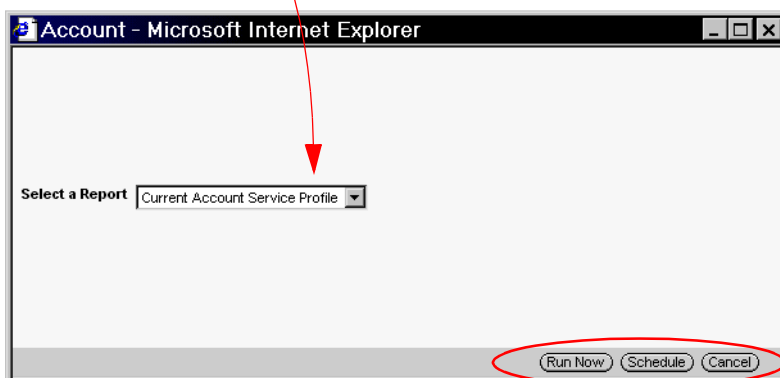 Account - Microsoft Internet Explorer
Select a Report Current Account Service Profile
Run Now Schedule Cancel